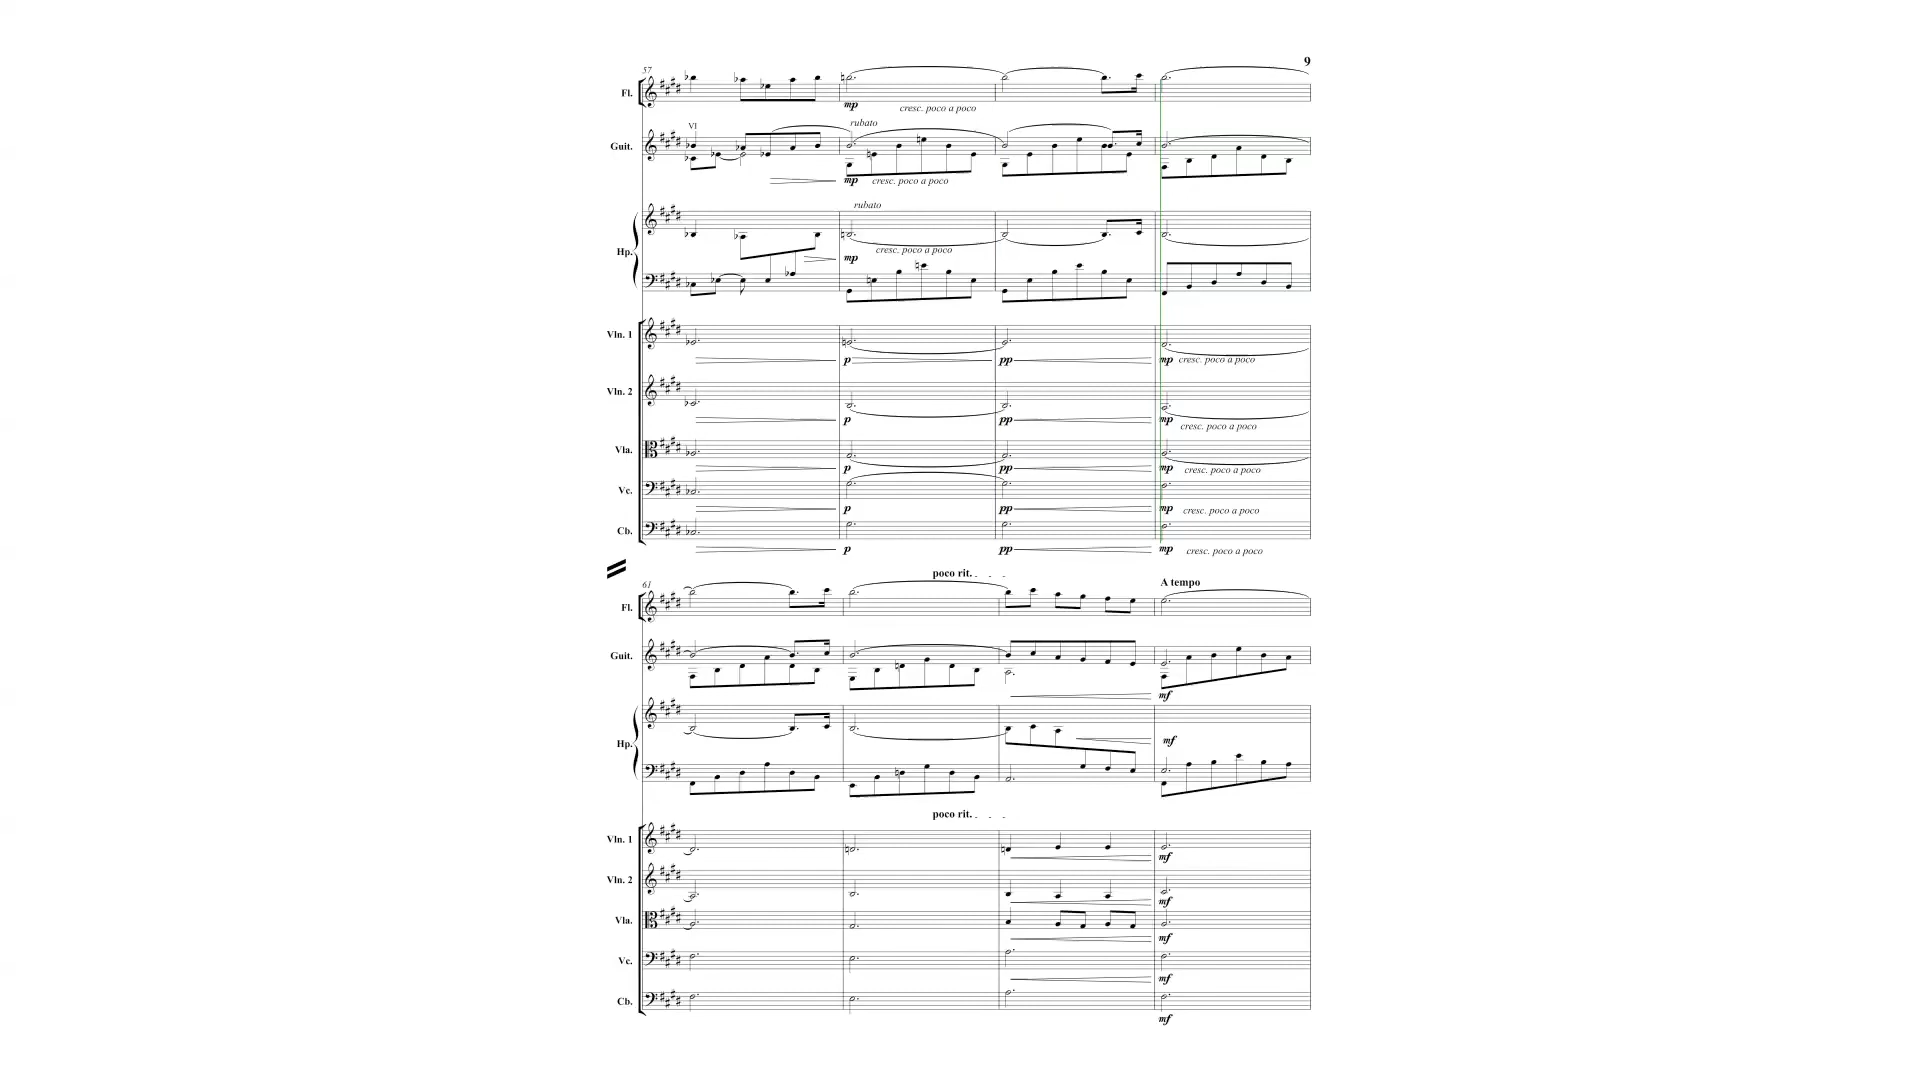 9
57
Fl.
mp
cresc. poco a poco
VI
rubato
Guit.
mp
cresc. poco a poco
rubato
Hp.
cresc. poco a poco
mp
Vln. 1
p
pp
mp
cresc. poco a poco
Vln. 2
p
pp
mp
cresc. poco a poco
Vla.
p
pp
mp
cresc. poco a poco
Vc.
p
pp
mp
cresc. poco a poco
Cb.
p
pp
mp
cresc. poco a poco
poco rit.
A tempo
61
Fl.
Guit.
mf
Hp.
mf
poco rit.
Vln. 1
mf
Vln. 2
mf
Vla.
mf
Vc.
mf
Cb.
mf